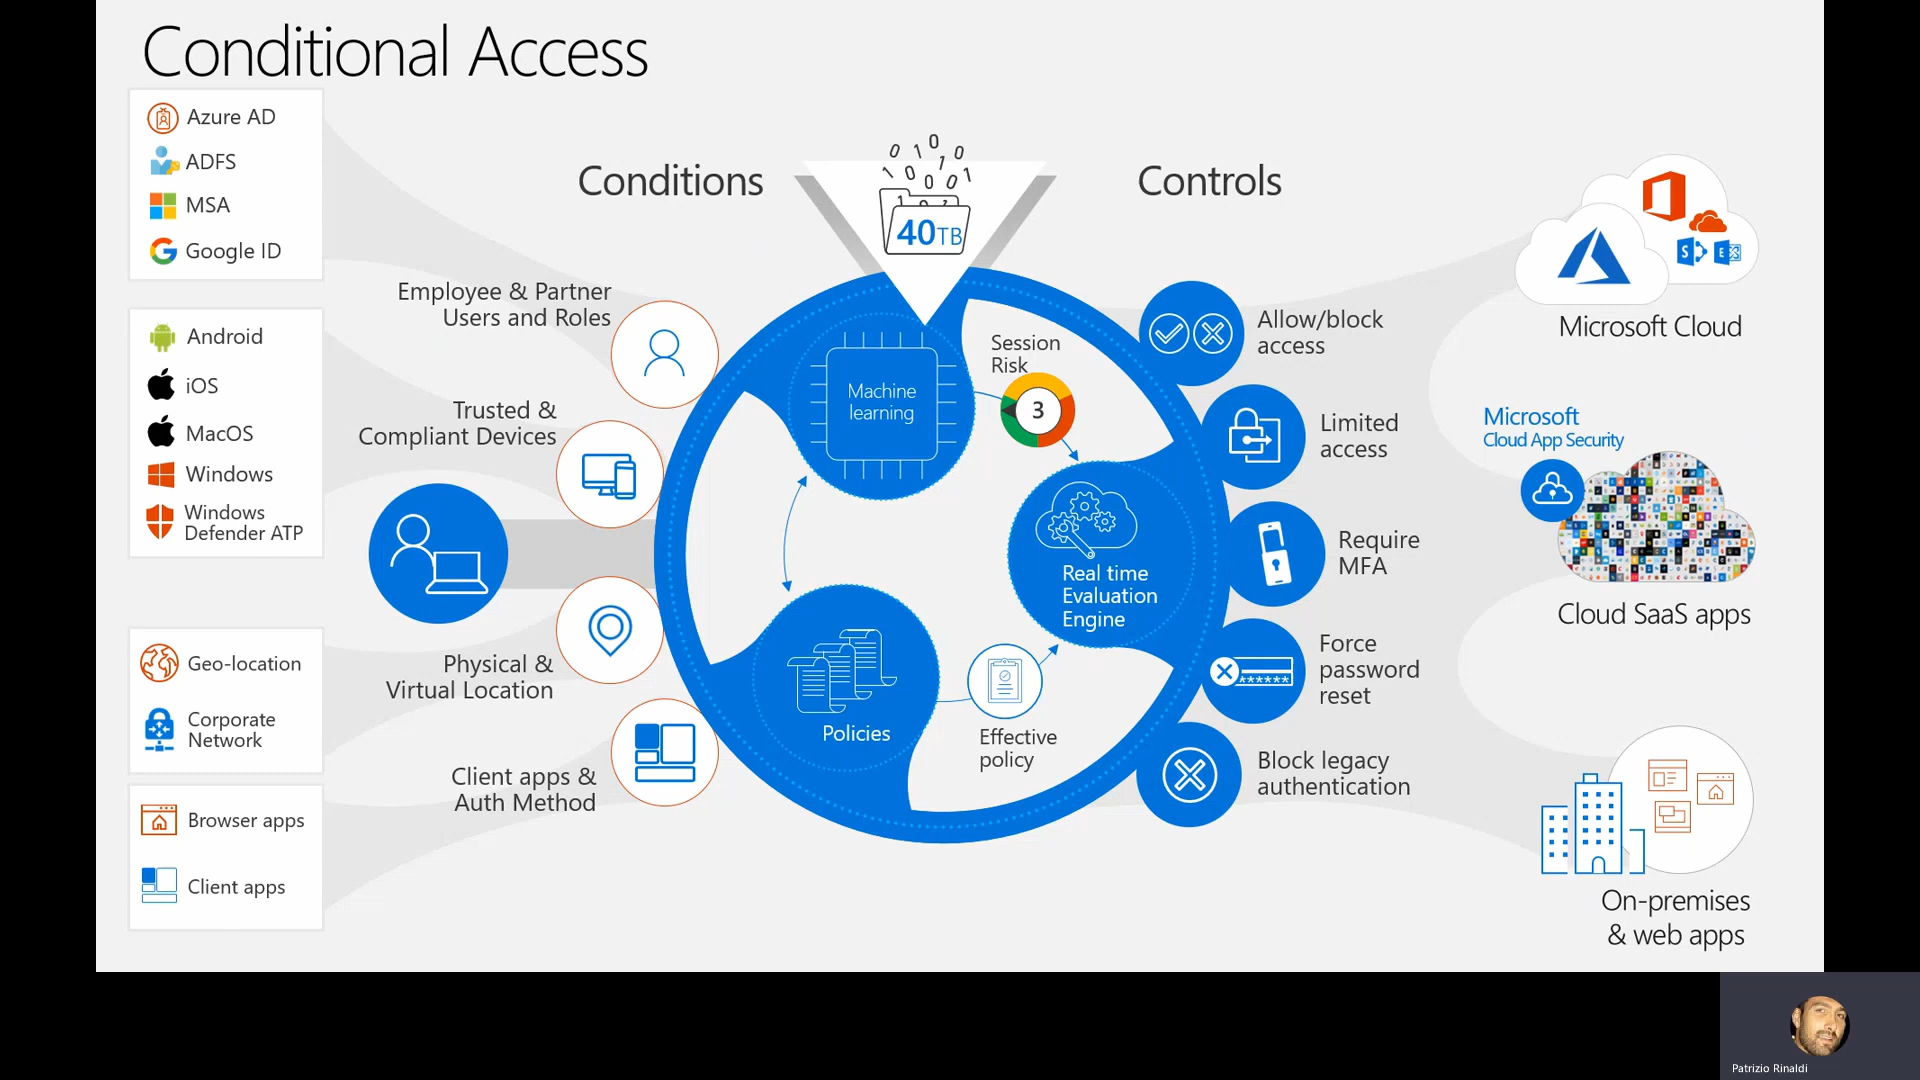 Conditional Access
Azure AD
ADFS
MSA
Google ID
Android
iOS
MacOS
Windows
Windows
Defender ATP
Geo-location
Corporate
Network
Browser apps
Client apps
Conditions
Employee & Partner
Users and Roles
Trusted &
Compliant Devices
Physical &
Virtual Location
Client apps &
Auth Method
40TB
Machine
learning
Session
Risk
3
Real time
Evaluation
Engine
Policies
Effective
policy
Controls
Allow/block
access
Limited
access
Require
MFA
Force
password
reset
Block legacy
authentication
Microsoft Cloud
Microsoft
Cloud App Security
Cloud SaaS apps
On-premises
& web apps
Patrizio Rinaldi